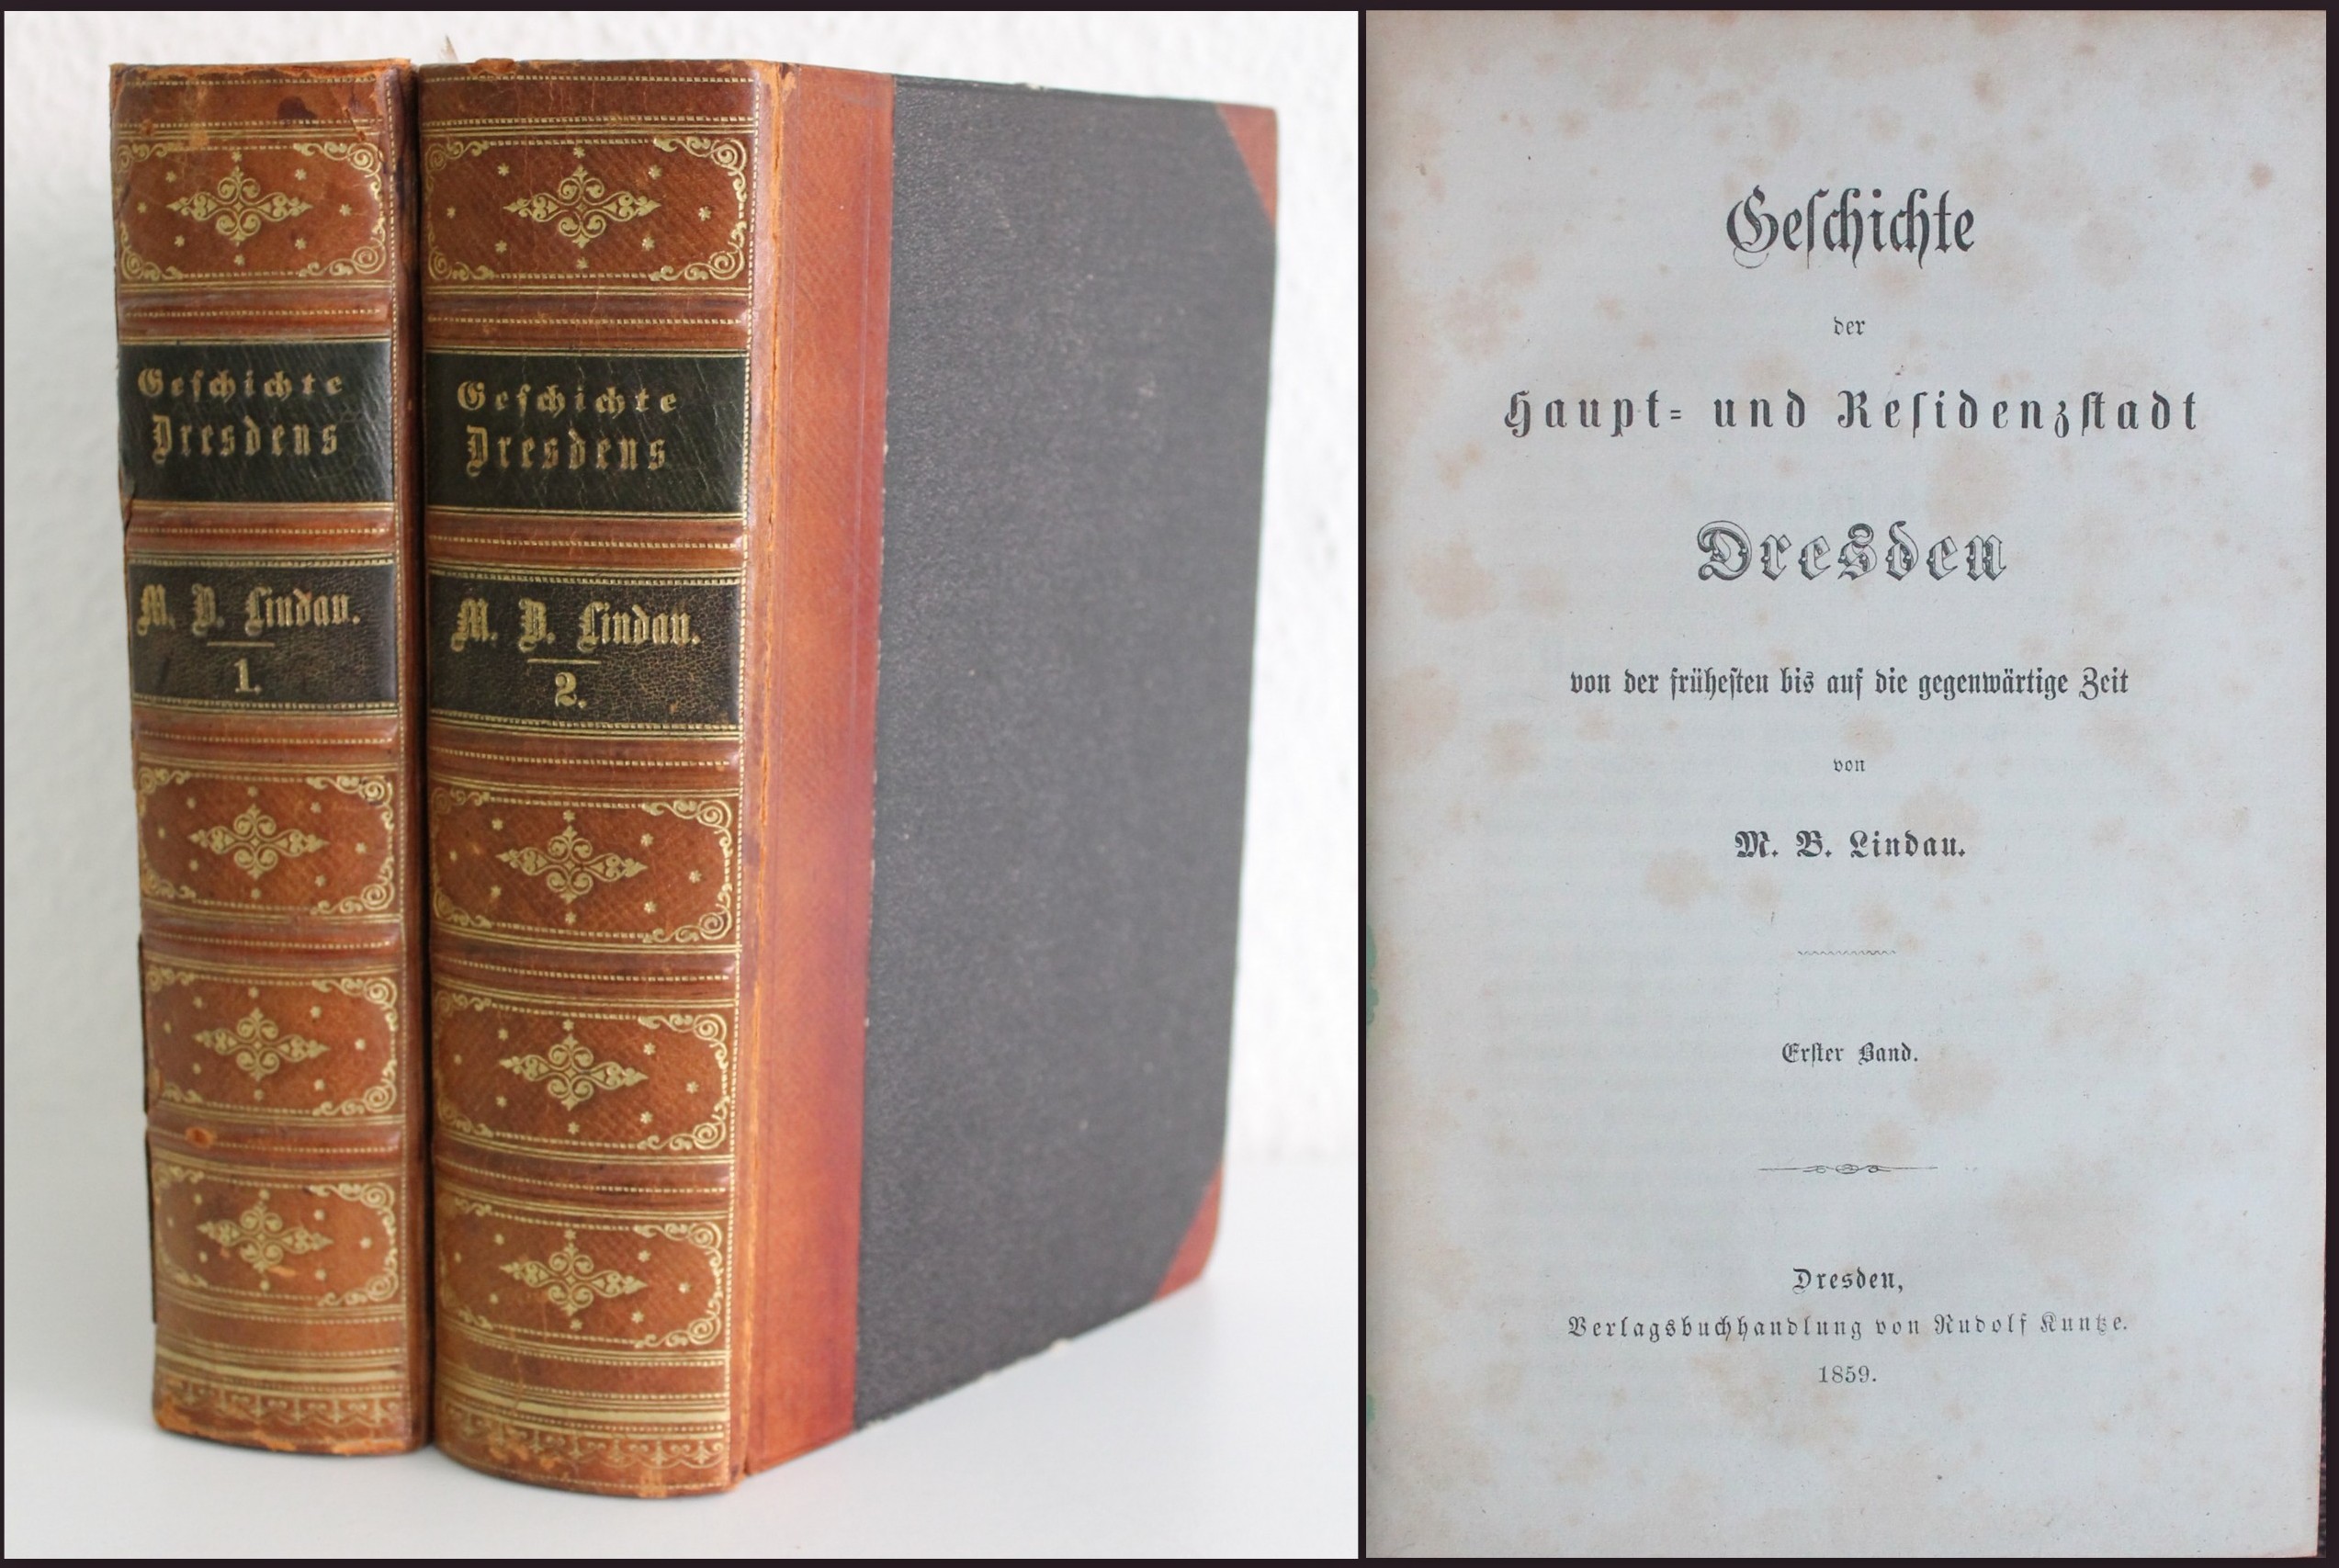 Geschichte
Dresdens
M. B. Lindau.
1.
Geschichte
Dresdens
M. B. Lindau.
2.
Geſchichte
der
Haupt- und Reſidenzſtadt
Dresden
von der früheſten bis auf die gegenwärtige Zeit
von
M. B. Lindau.
Erſter Band.
Dresden,
Verlagsbuchhandlung von Rudolf Kuntze.
1859.